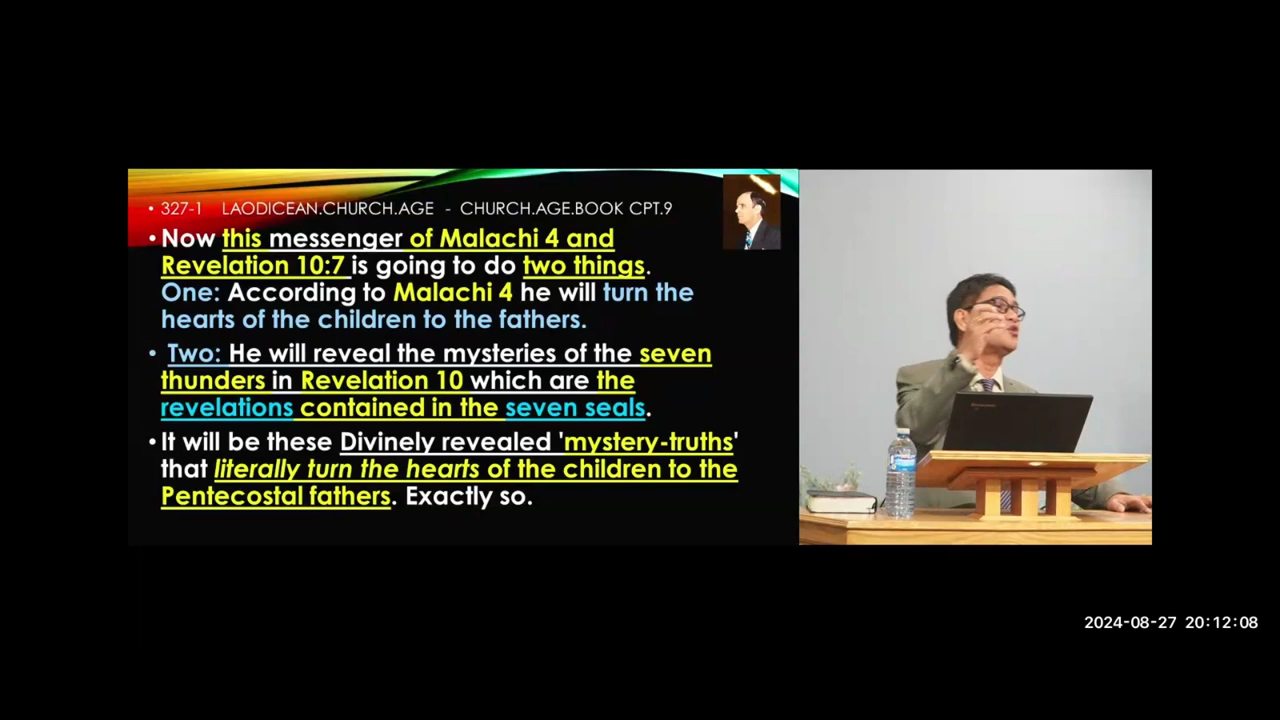 • 327-1 LAODICEAN.CHURCH.AGE - CHURCH.AGE.BOOK CPT.9
• Now this messenger of Malachi 4 and
Revelation 10:7 is going to do two things.
One: According to Malachi 4 he will turn the
hearts of the children to the fathers.
• Two: He will reveal the mysteries of the seven
thunders in Revelation 10 which are the
revelations contained in the seven seals.
• It will be these Divinely revealed 'mystery-truths'
that literally turn the hearts of the children to the
Pentecostal fathers. Exactly so.
2024-08-27 20:12:08